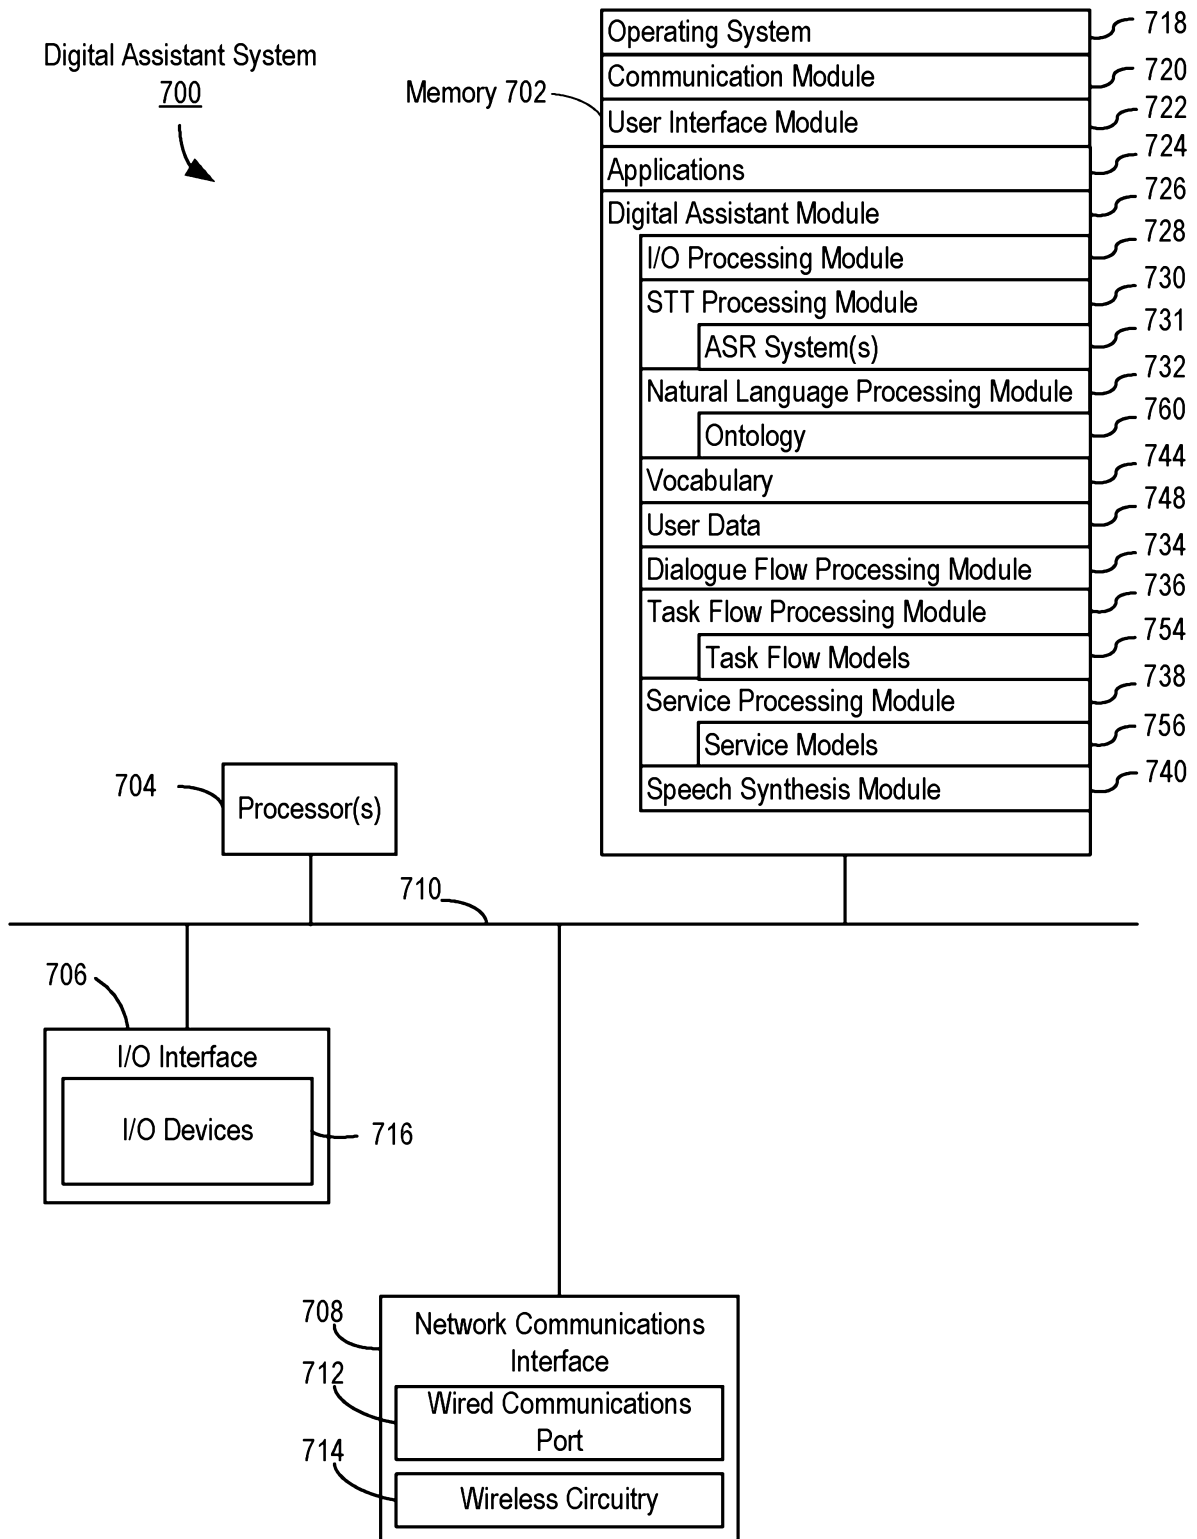 Digital Assistant System
700
Memory 702
Operating System 718
Communication Module 720
User Interface Module 722
Applications 724
Digital Assistant Module 726
I/O Processing Module 728
STT Processing Module 730
ASR System(s) 731
Natural Language Processing Module 732
Ontology 760
Vocabulary 744
User Data 748
Dialogue Flow Processing Module 734
Task Flow Processing Module 736
Task Flow Models 754
Service Processing Module 738
Service Models 756
Speech Synthesis Module 740
704
Processor(s)
710
706
I/O Interface
I/O Devices
716
708
Network Communications
Interface
712
Wired Communications
Port
714
Wireless Circuitry